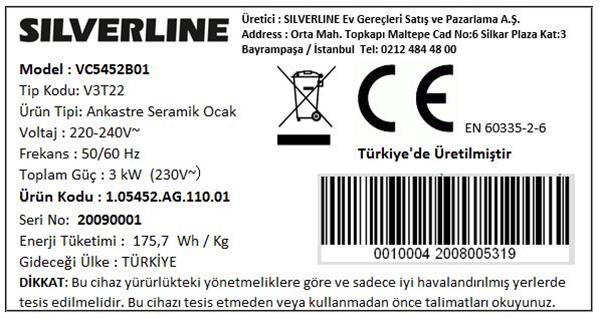 SILVERLINE
Üretici : SILVERLINE Ev Gereçleri Satış ve Pazarlama A.Ş.
Address : Orta Mah. Topkapı Maltepe Cad No:6 Silkar Plaza Kat:3
Bayrampaşa / İstanbul Tel: 0212 484 48 00
Model : VC5452B01
Tip Kodu: V3T22
Ürün Tipi: Ankastre Seramik Ocak
Voltaj : 220-240V~
Frekans : 50/60 Hz
Toplam Güç : 3 kW (230V~)
Ürün Kodu : 1.05452.AG.110.01
Seri No: 20090001
Enerji Tüketimi : 175,7 Wh / Kg
Gideceği Ülke : TÜRKİYE
CE
EN 60335-2-6
Türkiye'de Üretilmiştir
0010004 2008005319
DİKKAT: Bu cihaz yürürlükteki yönetmeliklere göre ve sadece iyi havalandırılmış yerlerde
tesis edilmelidir. Bu cihazı tesis etmeden veya kullanmadan önce talimatları okuyunuz.